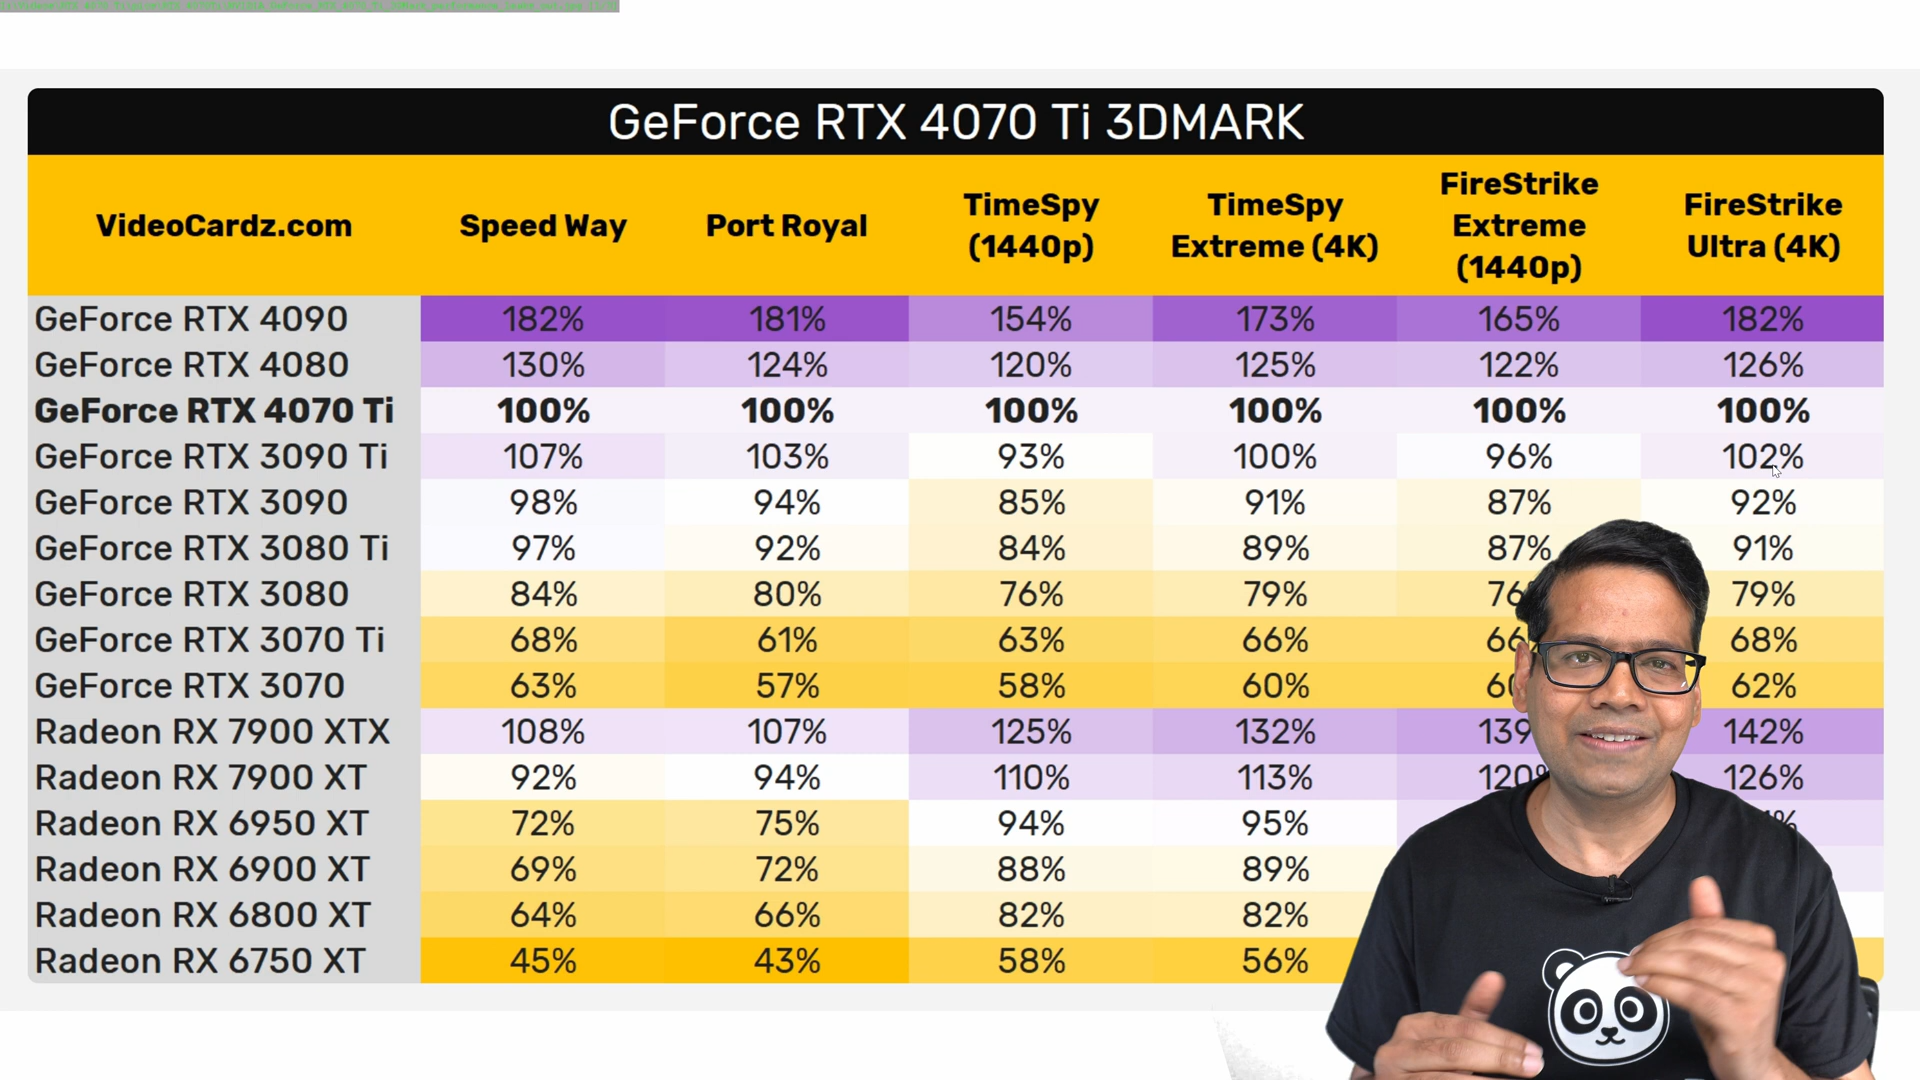 GeForce RTX 4070 Ti 3DMARK
VideoCardz.com Speed Way Port Royal TimeSpy (1440p) TimeSpy Extreme (4K) FireStrike Extreme (1440p) FireStrike Ultra (4K)
GeForce RTX 4090 182% 181% 154% 173% 165% 182%
GeForce RTX 4080 130% 124% 120% 125% 122% 126%
GeForce RTX 4070 Ti 100% 100% 100% 100% 100% 100%
GeForce RTX 3090 Ti 107% 103% 93% 100% 96% 102%
GeForce RTX 3090 98% 94% 85% 91% 87% 92%
GeForce RTX 3080 Ti 97% 92% 84% 89% 87% 91%
GeForce RTX 3080 84% 80% 76% 79% 76 79%
GeForce RTX 3070 Ti 68% 61% 63% 66% 66 68%
GeForce RTX 3070 63% 57% 58% 60% 60 62%
Radeon RX 7900 XTX 108% 107% 125% 132% 139 142%
Radeon RX 7900 XT 92% 94% 110% 113% 120% 126%
Radeon RX 6950 XT 72% 75% 94% 95%
Radeon RX 6900 XT 69% 72% 88% 89%
Radeon RX 6800 XT 64% 66% 82% 82%
Radeon RX 6750 XT 45% 43% 58% 56%